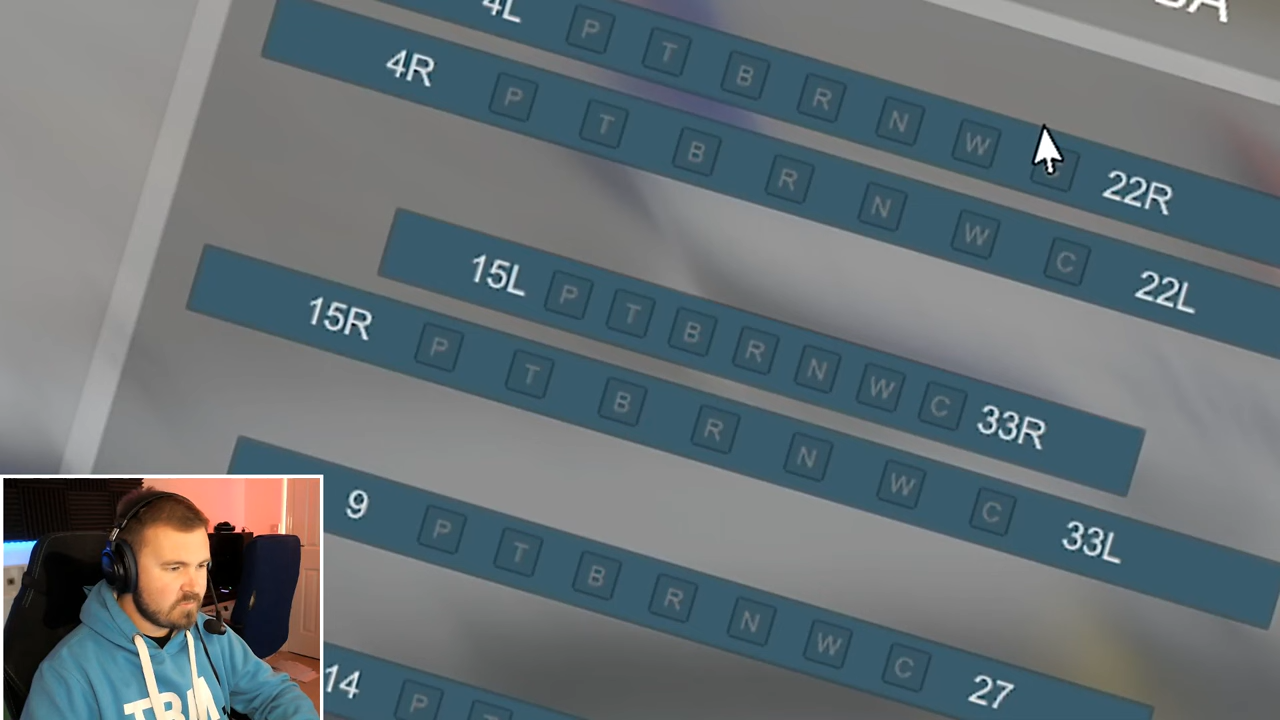 4L P T B R N W 22R
4R P T B R N W C 22L
15L P T B R N W C 33R
15R P T B R N W C 33L
9 P T B R N W C 27
14 P